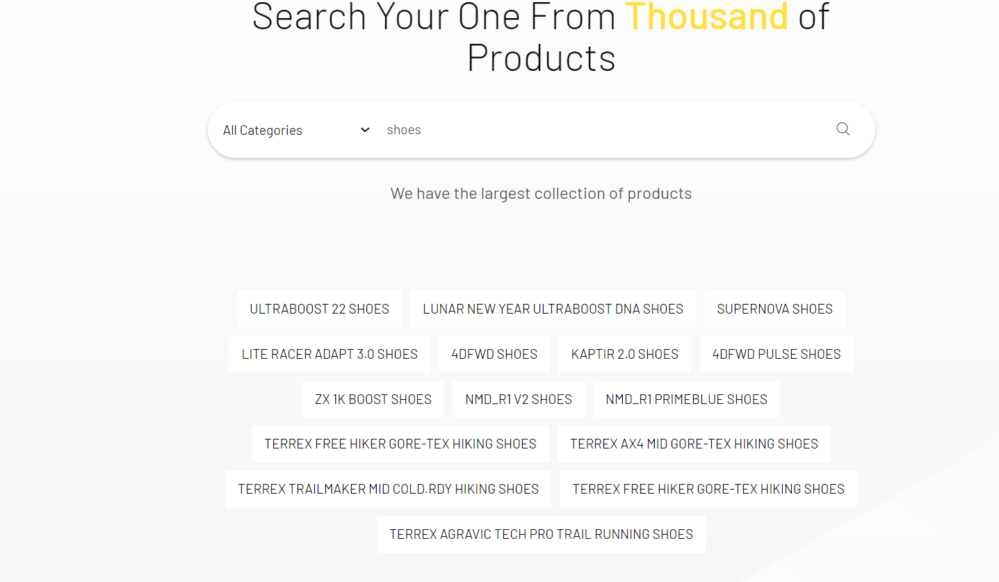 Search Your One From Thousand of
Products
All Categories shoes
We have the largest collection of products
ULTRABOOST 22 SHOES LUNAR NEW YEAR ULTRABOOST DNA SHOES SUPERNOVA SHOES
LITE RACER ADAPT 3.0 SHOES 4DFWD SHOES KAPTIR 2.0 SHOES 4DFWD PULSE SHOES
ZX 1K BOOST SHOES NMD_R1 V2 SHOES NMD_R1 PRIMEBLUE SHOES
TERREX FREE HIKER GORE-TEX HIKING SHOES TERREX AX4 MID GORE-TEX HIKING SHOES
TERREX TRAILMAKER MID COLD.RDY HIKING SHOES TERREX FREE HIKER GORE-TEX HIKING SHOES
TERREX AGRAVIC TECH PRO TRAIL RUNNING SHOES